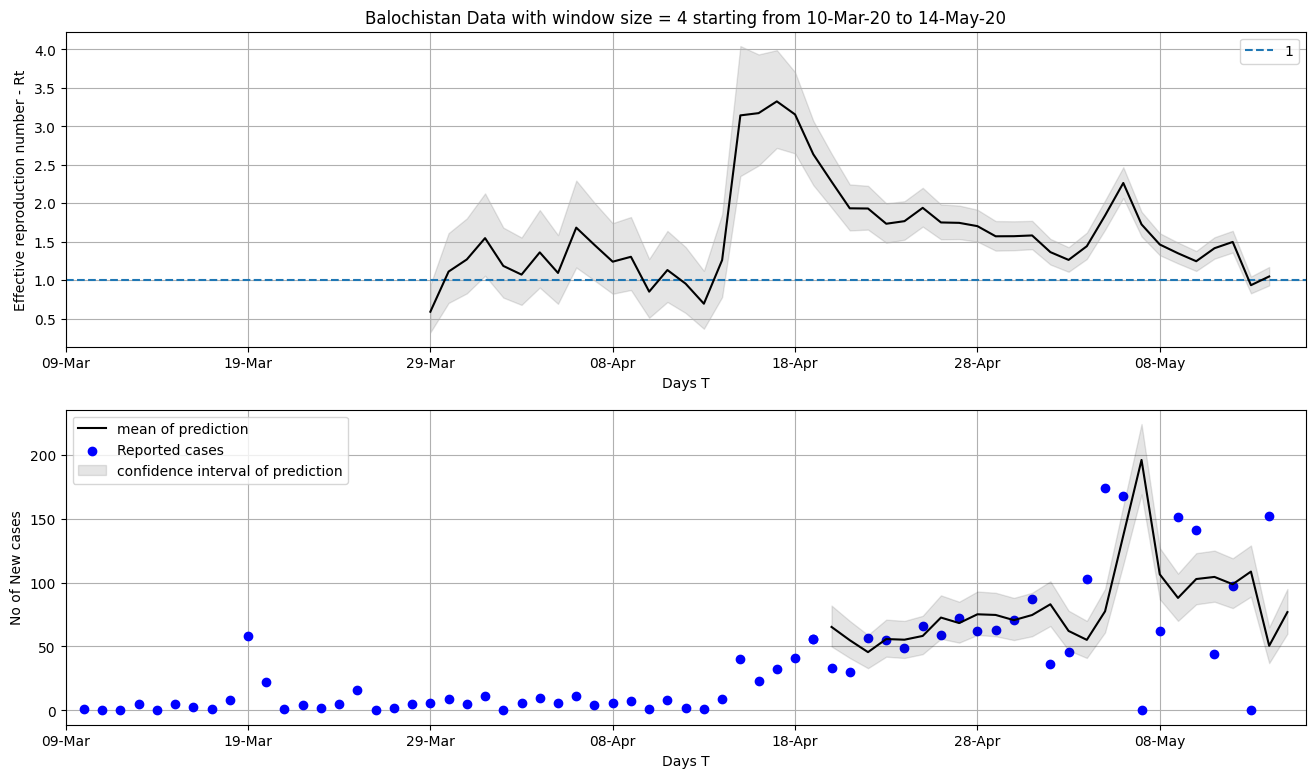 Balochistan Data with window size = 4 starting from 10-Mar-20 to 14-May-20
Effective reproduction number - Rt
4.0
3.5
3.0
2.5
2.0
1.5
1.0
0.5
1
09-Mar 19-Mar 29-Mar 08-Apr 18-Apr 28-Apr 08-May
Days T
No of New cases
200
150
100
50
0
mean of prediction
Reported cases
confidence interval of prediction
09-Mar 19-Mar 29-Mar 08-Apr 18-Apr 28-Apr 08-May
Days T